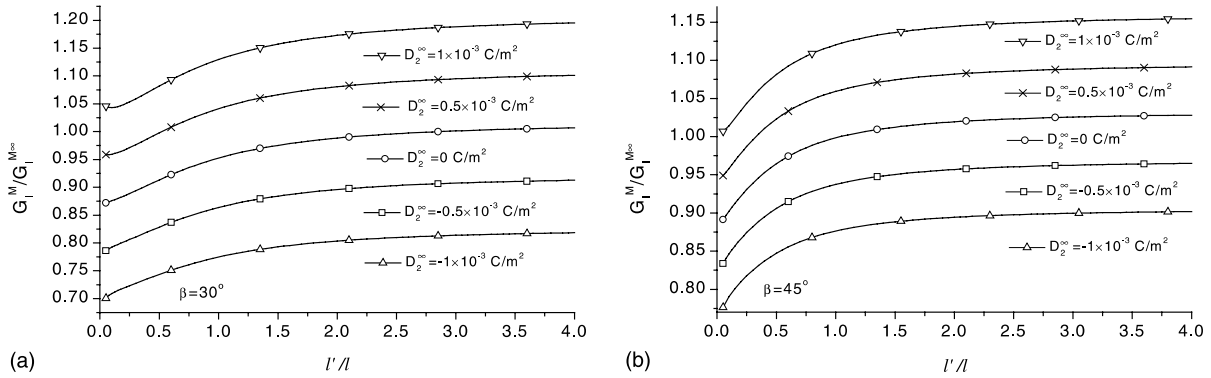 1.20
1.15
1.10
1.05
1.00
0.95
0.90
0.85
0.80
0.75
0.70
G_I^M/G_I^{M∞}
D_2^∞=1×10^{-3} C/m^2
D_2^∞=0.5×10^{-3} C/m^2
D_2^∞=0 C/m^2
D_2^∞=-0.5×10^{-3} C/m^2
D_2^∞=-1×10^{-3} C/m^2
β=30°
0.0 0.5 1.0 1.5 2.0 2.5 3.0 3.5 4.0
(a)
l'/l
1.15
1.10
1.05
1.00
0.95
0.90
0.85
0.80
G_I^M/G_I^{M∞}
D_2^∞=1×10^{-3} C/m^2
D_2^∞=0.5×10^{-3} C/m^2
D_2^∞=0 C/m^2
D_2^∞=-0.5×10^{-3} C/m^2
D_2^∞=-1×10^{-3} C/m^2
β=45°
0.0 0.5 1.0 1.5 2.0 2.5 3.0 3.5 4.0
(b)
l'/l